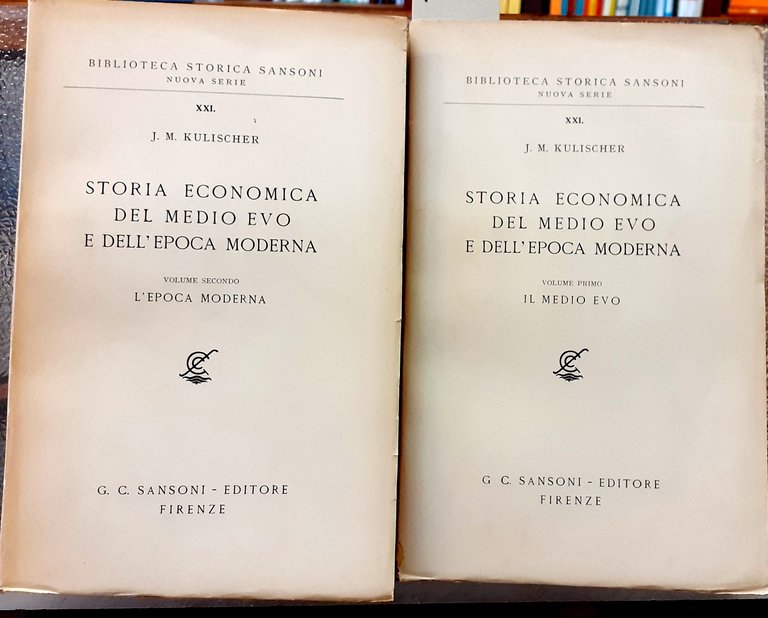 BIBLIOTECA STORICA SANSONI
NUOVA SERIE
XXI.
J. M. KULISCHER
STORIA ECONOMICA
DEL MEDIO EVO
E DELL'EPOCA MODERNA
VOLUME SECONDO
L'EPOCA MODERNA
G. C. SANSONI - EDITORE
FIRENZE
BIBLIOTECA STORICA SANSONI
NUOVA SERIE
XXI.
J. M. KULISCHER
STORIA ECONOMICA
DEL MEDIO EVO
E DELL'EPOCA MODERNA
VOLUME PRIMO
IL MEDIO EVO
G. C. SANSONI - EDITORE
FIRENZE